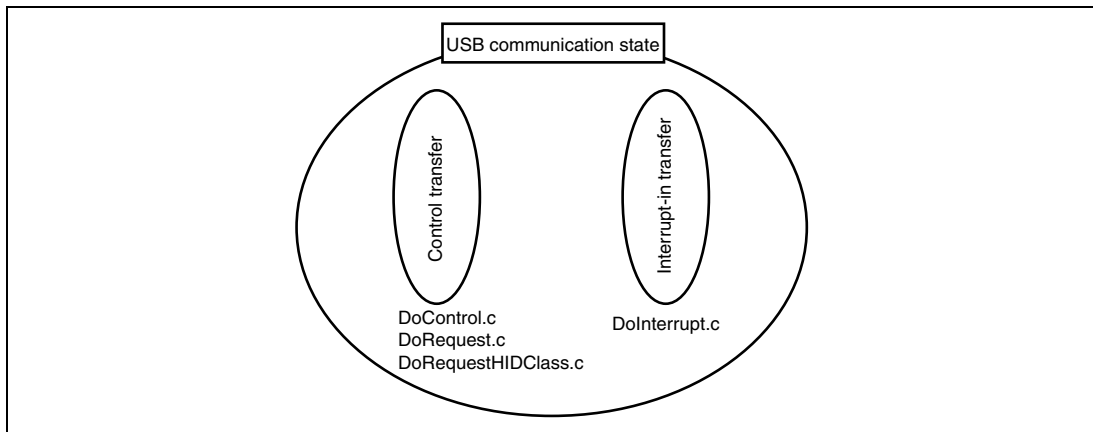 USB communication state
Control transfer
Interrupt-in transfer
DoControl.c
DoRequest.c
DoRequestHIDClass.c
DoInterrupt.c